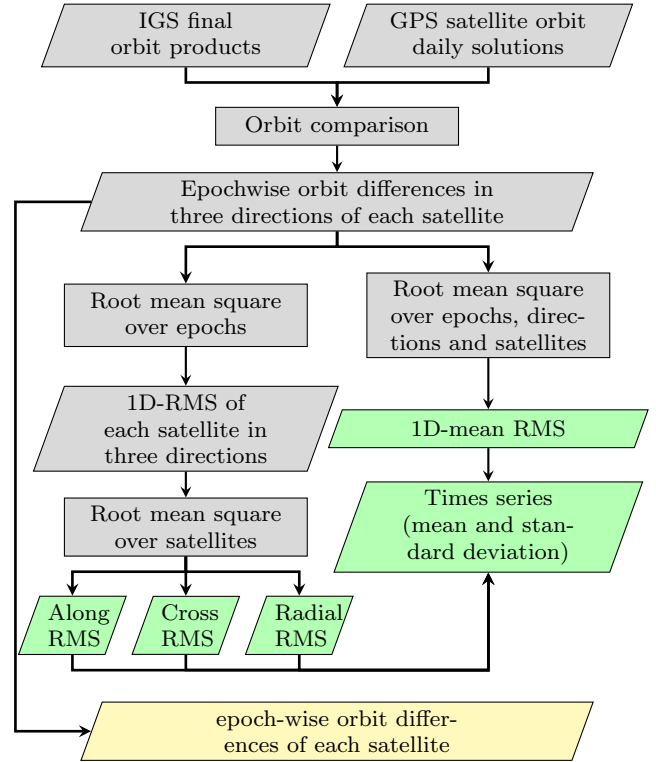 IGS final
orbit products
GPS satellite orbit
daily solutions
Orbit comparison
Epochwise orbit differences in
three directions of each satellite
Root mean square
over epochs
Root mean square
over epochs, direc-
tions and satellites
1D-RMS of
each satellite in
three directions
1D-mean RMS
Root mean square
over satellites
Times series
(mean and stan-
dard deviation)
Along
RMS
Cross
RMS
Radial
RMS
epoch-wise orbit differ-
ences of each satellite